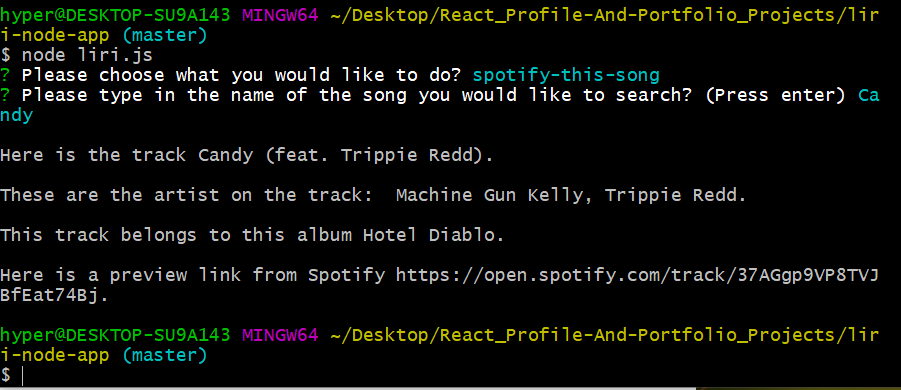 hyper@DESKTOP-SU9A143 MINGW64 ~/Desktop/React_Profile-And-Portfolio_Projects/lir
i-node-app (master)
$ node liri.js
? Please choose what you would like to do? spotify-this-song
? Please type in the name of the song you would like to search? (Press enter) Ca
ndy
Here is the track Candy (feat. Trippie Redd).
These are the artist on the track:  Machine Gun Kelly, Trippie Redd.
This track belongs to this album Hotel Diablo.
Here is a preview link from Spotify https://open.spotify.com/track/37AGgp9VP8TVJ
BfEat74Bj.
hyper@DESKTOP-SU9A143 MINGW64 ~/Desktop/React_Profile-And-Portfolio_Projects/lir
i-node-app (master)
$